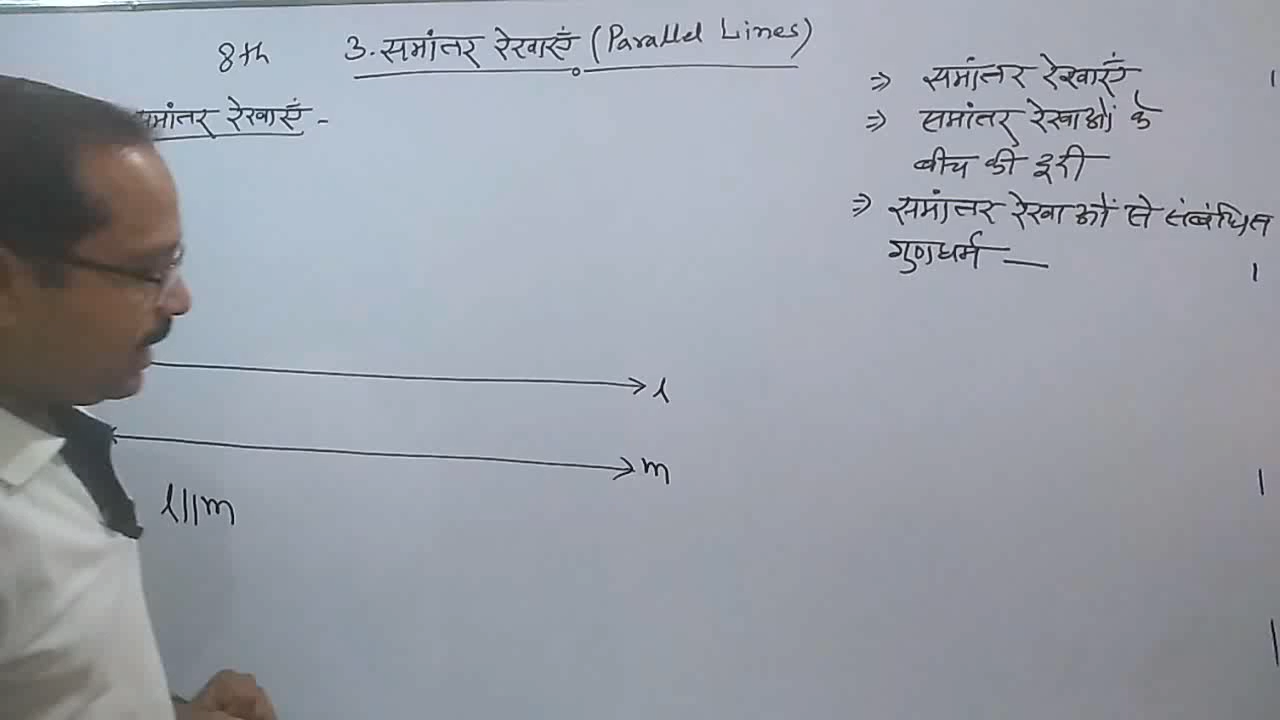 8th 3. समांतर रेखाएँ (Parallel Lines)
समांतर रेखाएँ -
⇒ समांतर रेखाएँ
⇒ समांतर रेखाओं के
बीच की दूरी
⇒ समांतर रेखाओं से संबंधित
गुणधर्म —
l
m
l||m